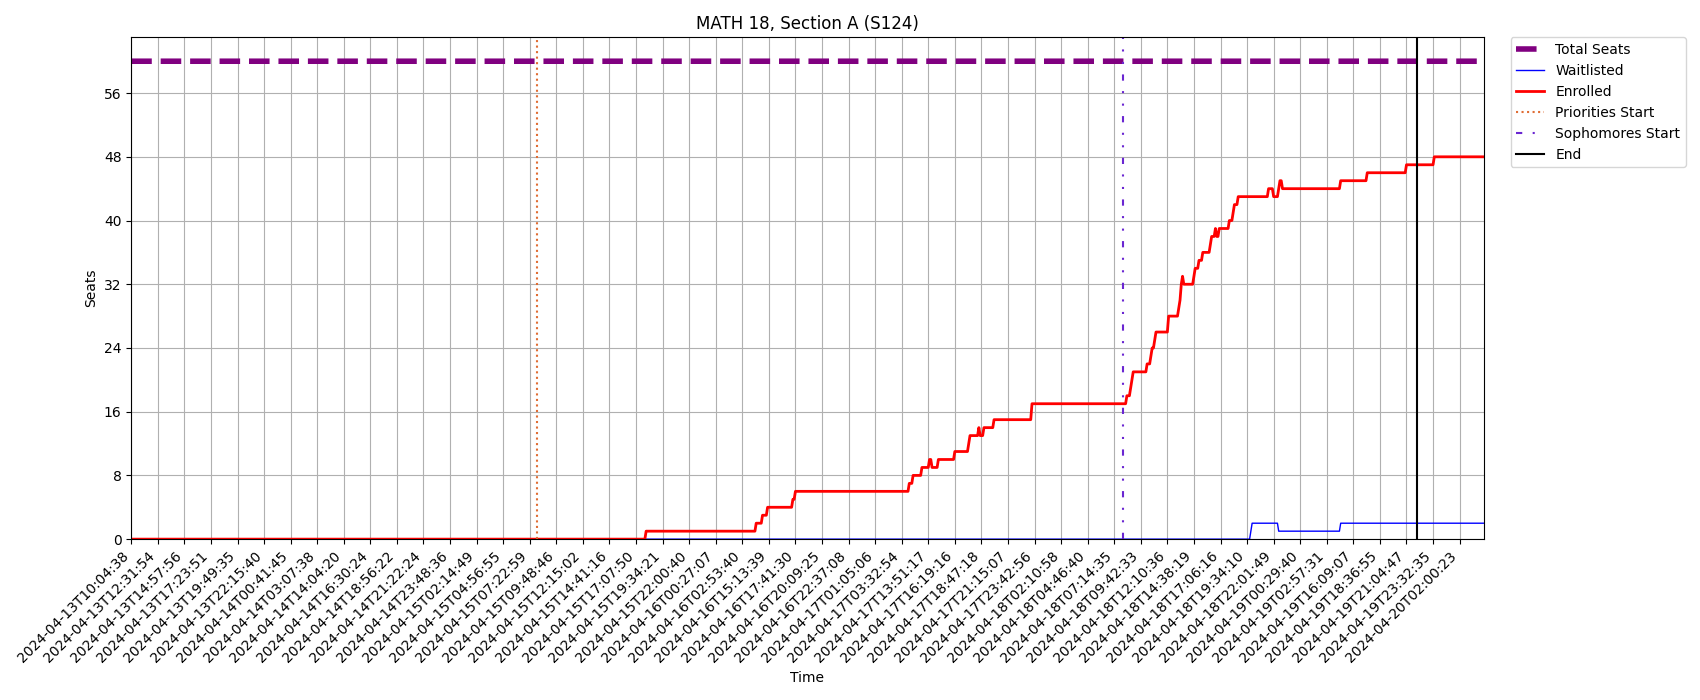 MATH 18, Section A (S124)
Total Seats
Waitlisted
Enrolled
Priorities Start
Sophomores Start
End
Seats
56
48
40
32
24
16
8
0
2024-04-13T10:04:38
2024-04-13T12:31:54
2024-04-13T14:57:56
2024-04-13T17:23:51
2024-04-13T19:49:35
2024-04-13T22:15:40
2024-04-14T00:41:45
2024-04-14T03:07:38
2024-04-14T14:04:20
2024-04-14T16:30:24
2024-04-14T18:56:22
2024-04-14T21:22:24
2024-04-14T23:48:36
2024-04-15T02:14:49
2024-04-15T04:56:55
2024-04-15T07:22:59
2024-04-15T09:48:46
2024-04-15T12:15:02
2024-04-15T14:41:16
2024-04-15T17:07:50
2024-04-15T19:34:21
2024-04-15T22:00:40
2024-04-16T00:27:07
2024-04-16T02:53:40
2024-04-16T15:13:39
2024-04-16T17:41:30
2024-04-16T20:09:25
2024-04-16T22:37:08
2024-04-17T01:05:06
2024-04-17T03:32:54
2024-04-17T13:51:17
2024-04-17T16:19:16
2024-04-17T18:47:18
2024-04-17T21:15:07
2024-04-17T23:42:56
2024-04-18T02:10:58
2024-04-18T04:46:40
2024-04-18T07:14:35
2024-04-18T09:42:33
2024-04-18T12:10:36
2024-04-18T14:38:19
2024-04-18T17:06:16
2024-04-18T19:34:10
2024-04-18T22:01:49
2024-04-19T00:29:40
2024-04-19T02:57:31
2024-04-19T16:09:07
2024-04-19T18:36:55
2024-04-19T21:04:47
2024-04-19T23:32:35
2024-04-20T02:00:23
Time